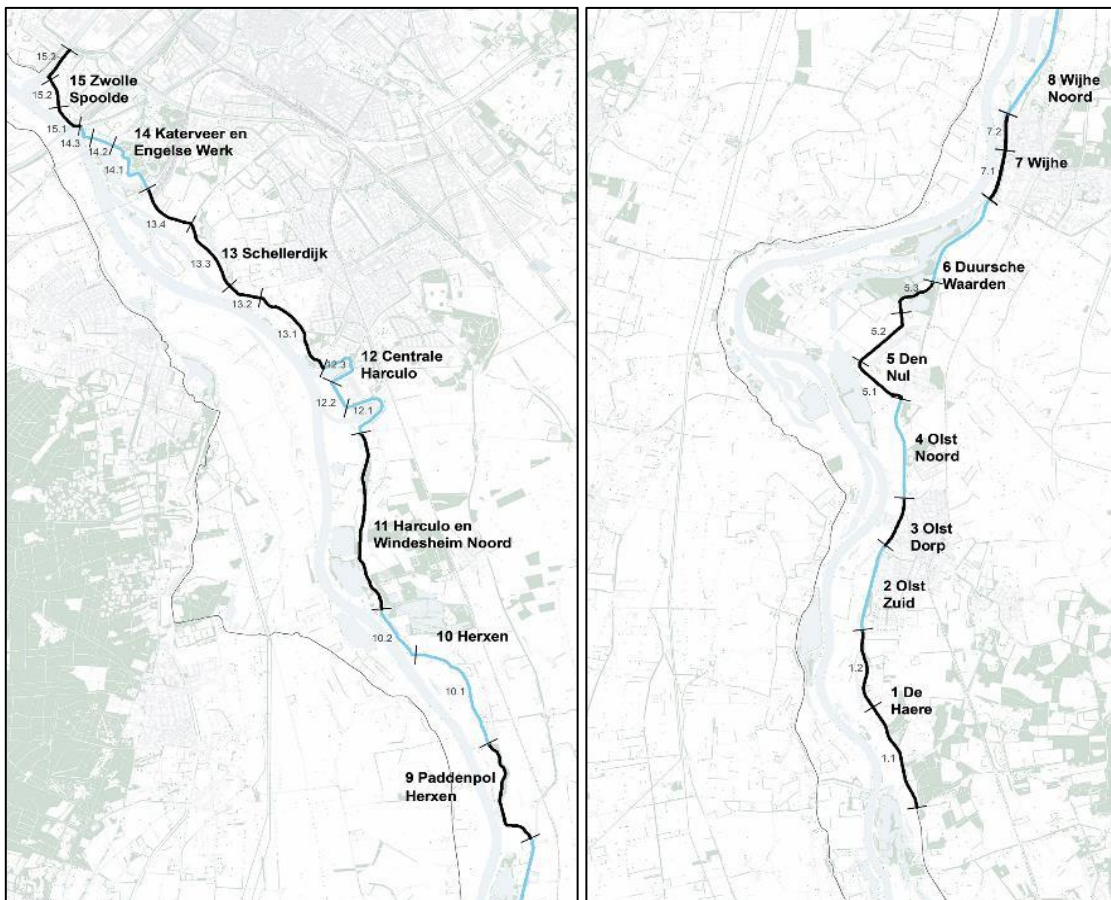 15.3
15 Zwolle
Spoolde
15.2
15.1
14.3
14.2
14 Katerveer en
Engelse Werk
14.1
13.4
13 Schellerdijk
13.3
13.2
13.1
12.3
12 Centrale
Harculo
12.2
12.1
11 Harculo en
Windesheim Noord
10.2
10 Herxen
10.1
9 Paddenpol
Herxen
8 Wijhe
Noord
7.2
7 Wijhe
7.1
6 Duursche
Waarden
5.3
5.2
5 Den
Nul
5.1
4 Olst
Noord
3 Olst
Dorp
2 Olst
Zuid
1.2
1 De
Haere
1.1